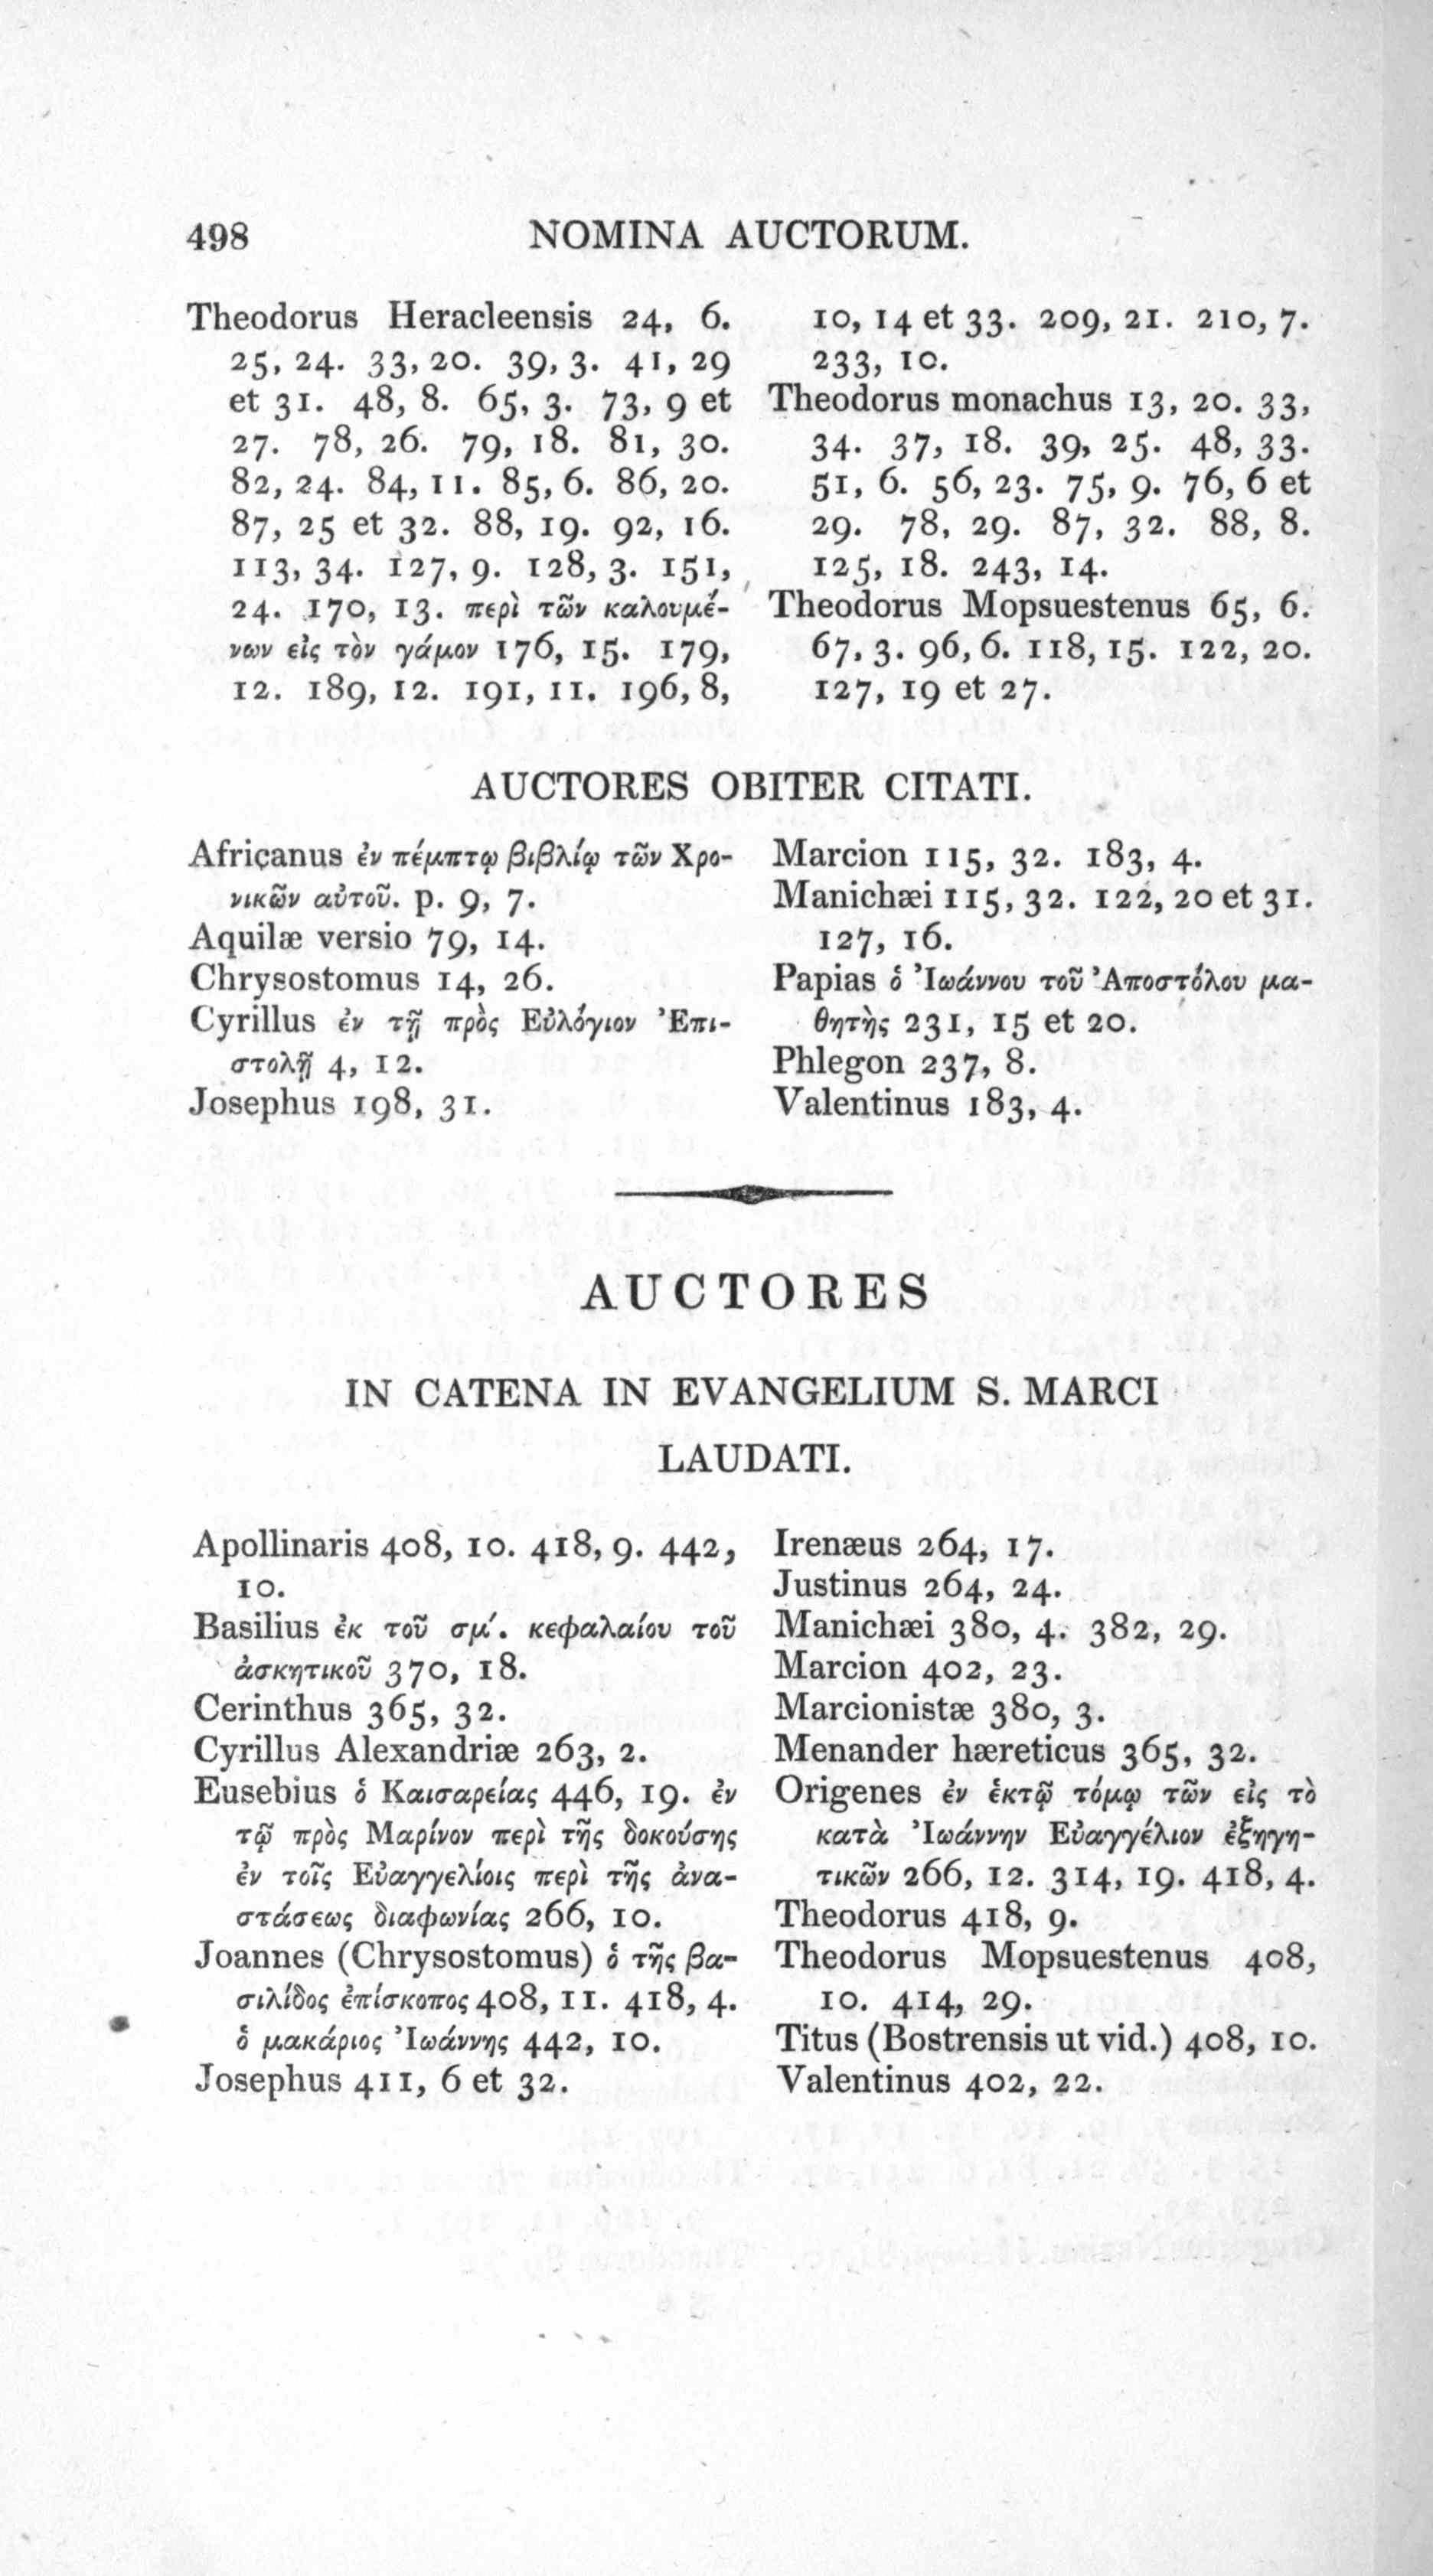 498 NOMINA AUCTORUM.
Theodorus Heracleensis 24, 6.
25, 24. 33, 20. 39, 3. 41, 29
et 31. 48, 8. 65, 3. 73, 9 et
27. 78, 26. 79, 18. 81, 30.
82, 24. 84, 11. 85, 6. 86, 20.
87, 25 et 32. 88, 19. 92, 16.
113, 34. 127, 9. 128, 3. 151,
24. 170, 13. περὶ τῶν καλουμέ-
νων εἰς τὸν γάμον 176, 15. 179,
12. 189, 12. 191, 11. 196, 8,
10, 14 et 33. 209, 21. 210, 7.
233, 10.
Theodorus monachus 13, 20. 33,
34. 37, 18. 39, 25. 48, 33.
51, 6. 56, 23. 75, 9. 76, 6 et
29. 78, 29. 87, 32. 88, 8.
125, 18. 243, 14.
Theodorus Mopsuestenus 65, 6.
67, 3. 96, 6. 118, 15. 122, 20.
127, 19 et 27.
AUCTORES OBITER CITATI.
Africanus ἐν πέμπτῳ βιβλίῳ τῶν Χρο-
νικῶν αὐτοῦ. p. 9, 7.
Aquilæ versio 79, 14.
Chrysostomus 14, 26.
Cyrillus ἐν τῇ πρὸς Εὐλόγιον Ἐπι-
στολῇ 4, 12.
Josephus 198, 31.
Marcion 115, 32. 183, 4.
Manichæi 115, 32. 122, 20 et 31.
127, 16.
Papias ὁ Ἰωάννου τοῦ Ἀποστόλου μα-
θητὴς 231, 15 et 20.
Phlegon 237, 8.
Valentinus 183, 4.
AUCTORES
IN CATENA IN EVANGELIUM S. MARCI
LAUDATI.
Apollinaris 408, 10. 418, 9. 442,
10.
Basilius ἐκ τοῦ σμʹ. κεφαλαίου τοῦ
ἀσκητικοῦ 370, 18.
Cerinthus 365, 32.
Cyrillus Alexandriæ 263, 2.
Eusebius ὁ Καισαρείας 446, 19. ἐν
τῷ πρὸς Μαρίνον περὶ τῆς δοκούσης
ἐν τοῖς Εὐαγγελίοις περὶ τῆς ἀνα-
στάσεως διαφωνίας 266, 10.
Joannes (Chrysostomus) ὁ τῆς βα-
σιλίδος ἐπίσκοπος 408, 11. 418, 4.
ὁ μακάριος Ἰωάννης 442, 10.
Josephus 411, 6 et 32.
Irenæus 264, 17.
Justinus 264, 24.
Manichæi 380, 4. 382, 29.
Marcion 402, 23.
Marcionistæ 380, 3.
Menander hæreticus 365, 32.
Origenes ἐν ἑκτῷ τόμῳ τῶν εἰς τὸ
κατὰ Ἰωάννην Εὐαγγέλιον ἐξηγη-
τικῶν 266, 12. 314, 19. 418, 4.
Theodorus 418, 9.
Theodorus Mopsuestenus 408,
10. 414, 29.
Titus (Bostrensis ut vid.) 408, 10.
Valentinus 402, 22.